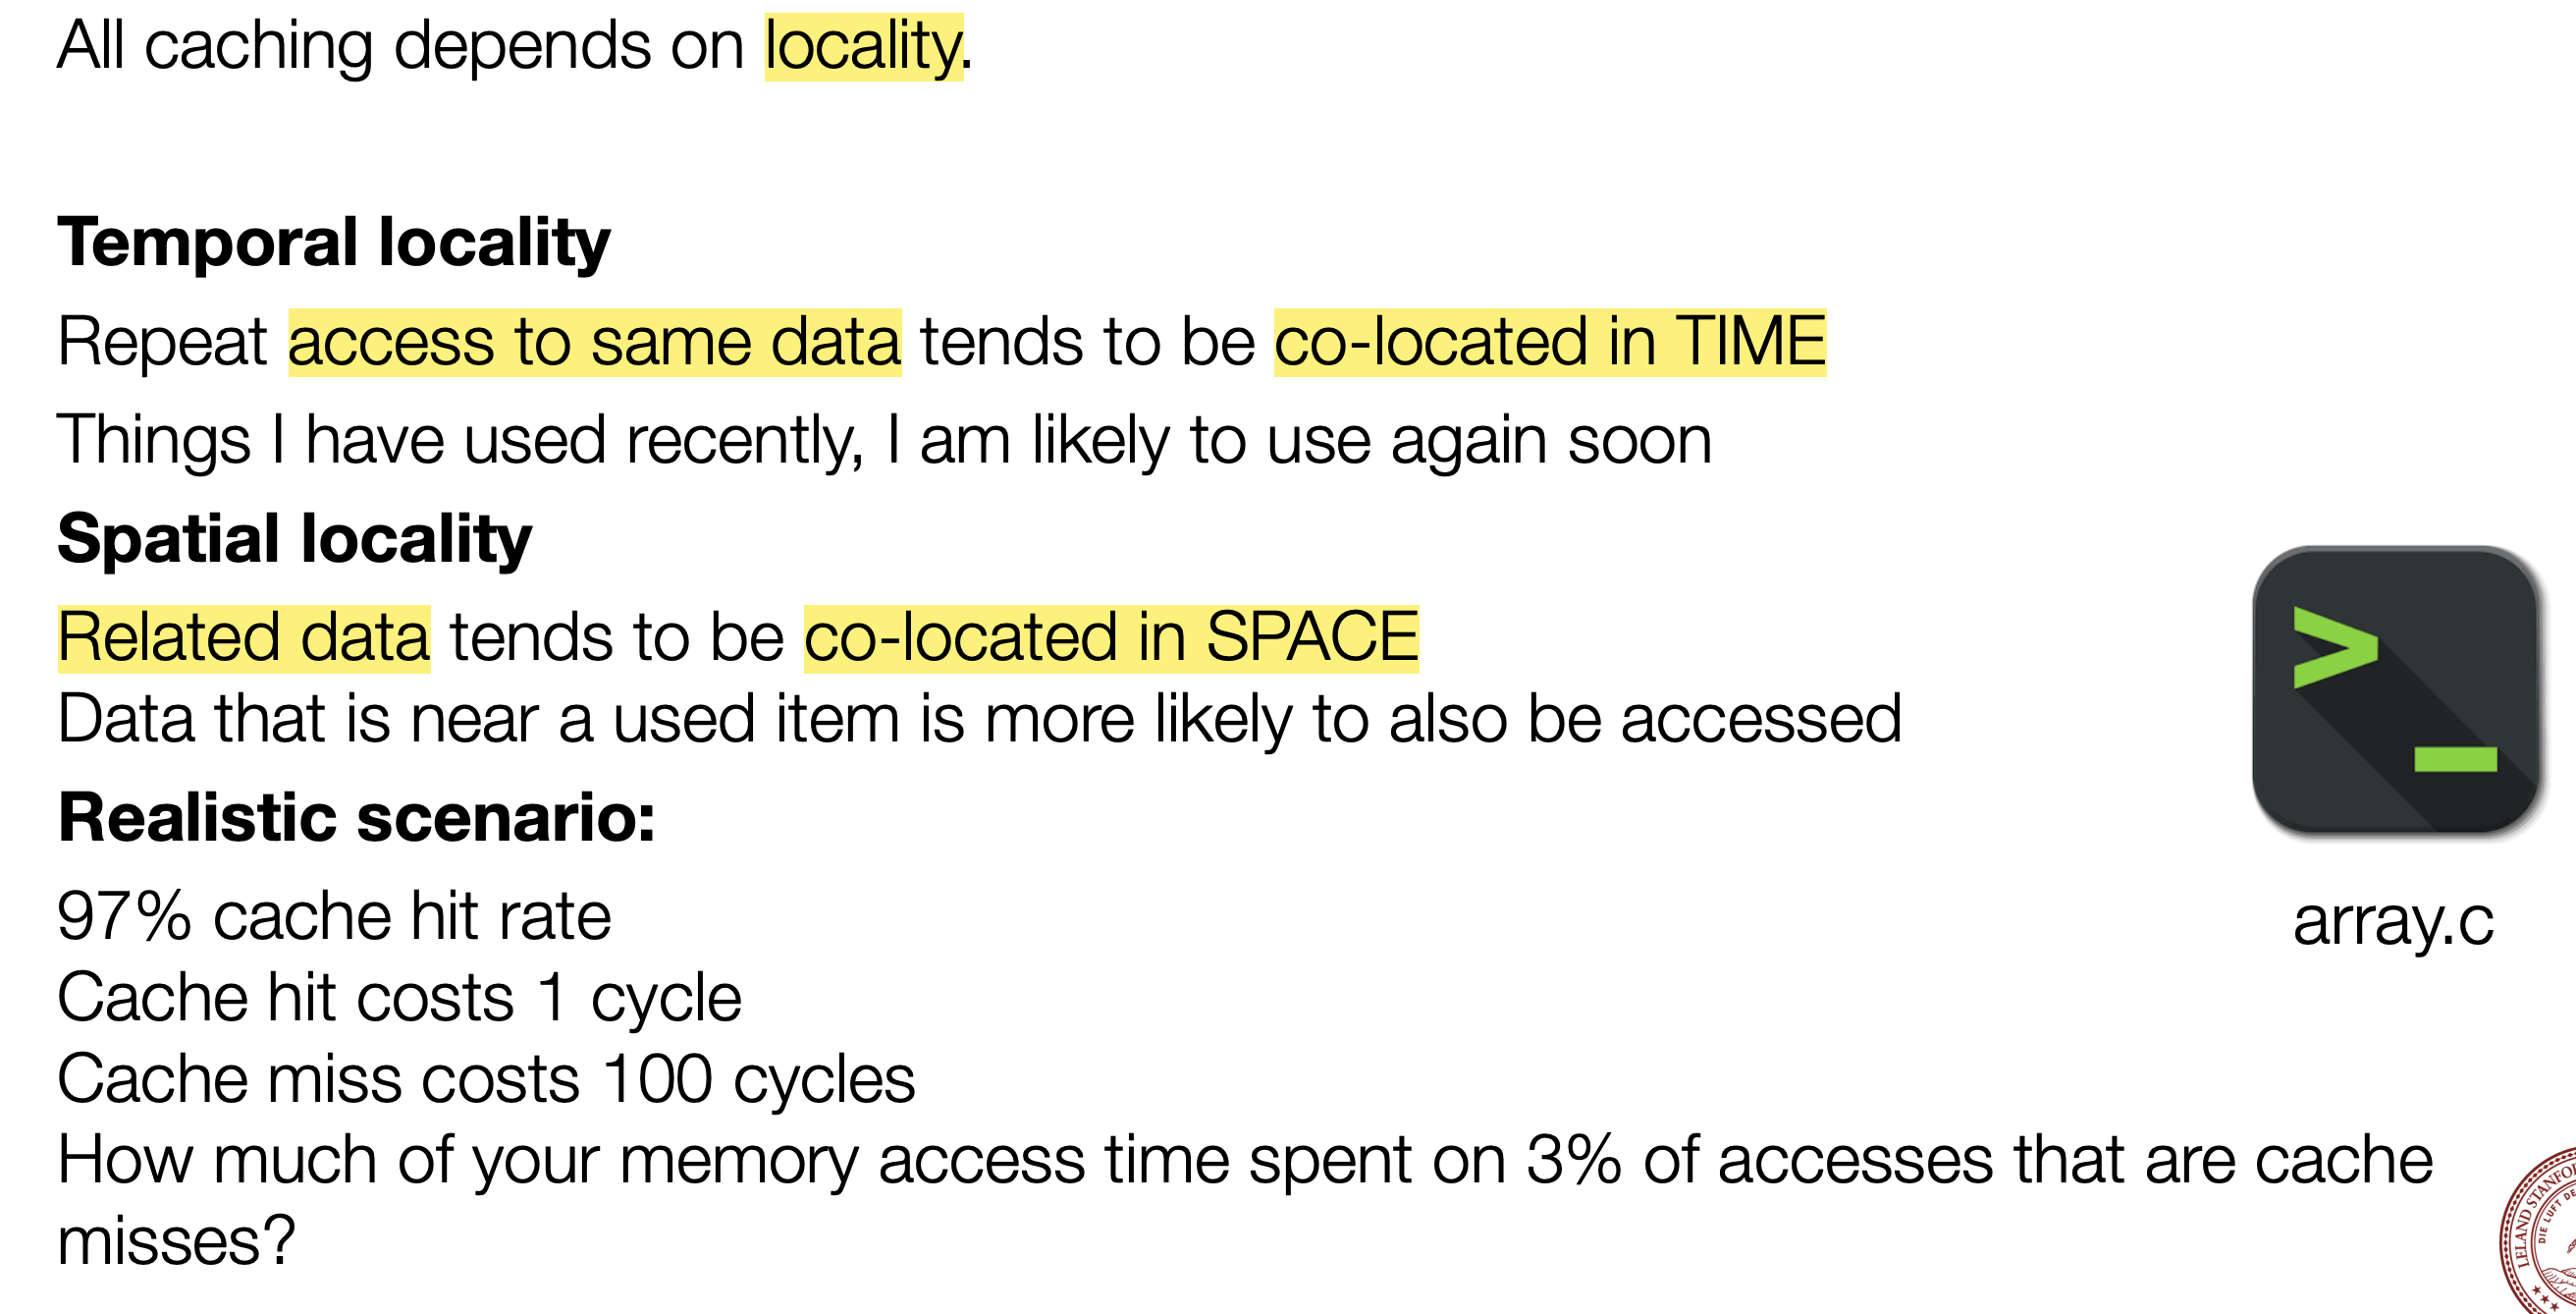 All caching depends on locality.
Temporal locality
Repeat access to same data tends to be co-located in TIME
Things I have used recently, I am likely to use again soon
Spatial locality
Related data tends to be co-located in SPACE
Data that is near a used item is more likely to also be accessed
Realistic scenario:
97% cache hit rate
array.c
Cache hit costs 1 cycle
Cache miss costs 100 cycles
How much of your memory access time spent on 3% of accesses that are cache
misses?
LELAND STANFO
DIE LUFT DE